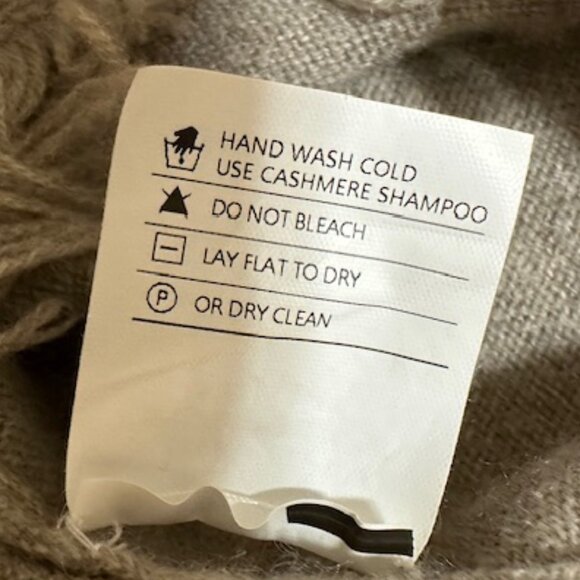 HAND WASH COLD
USE CASHMERE SHAMPOO
DO NOT BLEACH
LAY FLAT TO DRY
P OR DRY CLEAN